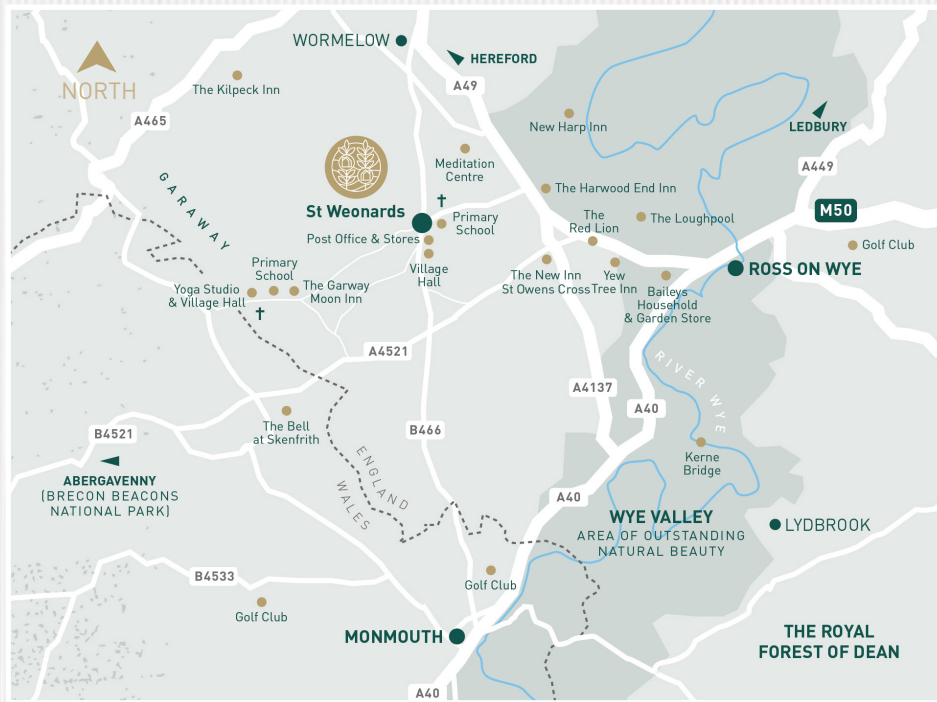 WORMELOW
HEREFORD
NORTH
The Kilpeck Inn
A49
A465
New Harp Inn
LEDBURY
Meditation
Centre
A449
GARAWAY
The Harwood End Inn
St Weonards
Primary
School
The
Red Lion
The Loughpool
M50
Post Office & Stores
Golf Club
Village
Hall
Primary
School
The New Inn
St Owens Cross
Yew
Tree Inn
ROSS ON WYE
Yoga Studio
& Village Hall
The Garway
Moon Inn
Baileys
Household
& Garden Store
A4521
RIVER WYE
A4137
A40
The Bell
at Skenfrith
B466
B4521
Kerne
Bridge
ENGLAND
WALES
ABERGAVENNY
(BRECON BEACONS
NATIONAL PARK)
A40
WYE VALLEY
AREA OF OUTSTANDING
NATURAL BEAUTY
LYDBROOK
B4533
Golf Club
Golf Club
MONMOUTH
THE ROYAL
FOREST OF DEAN
A40